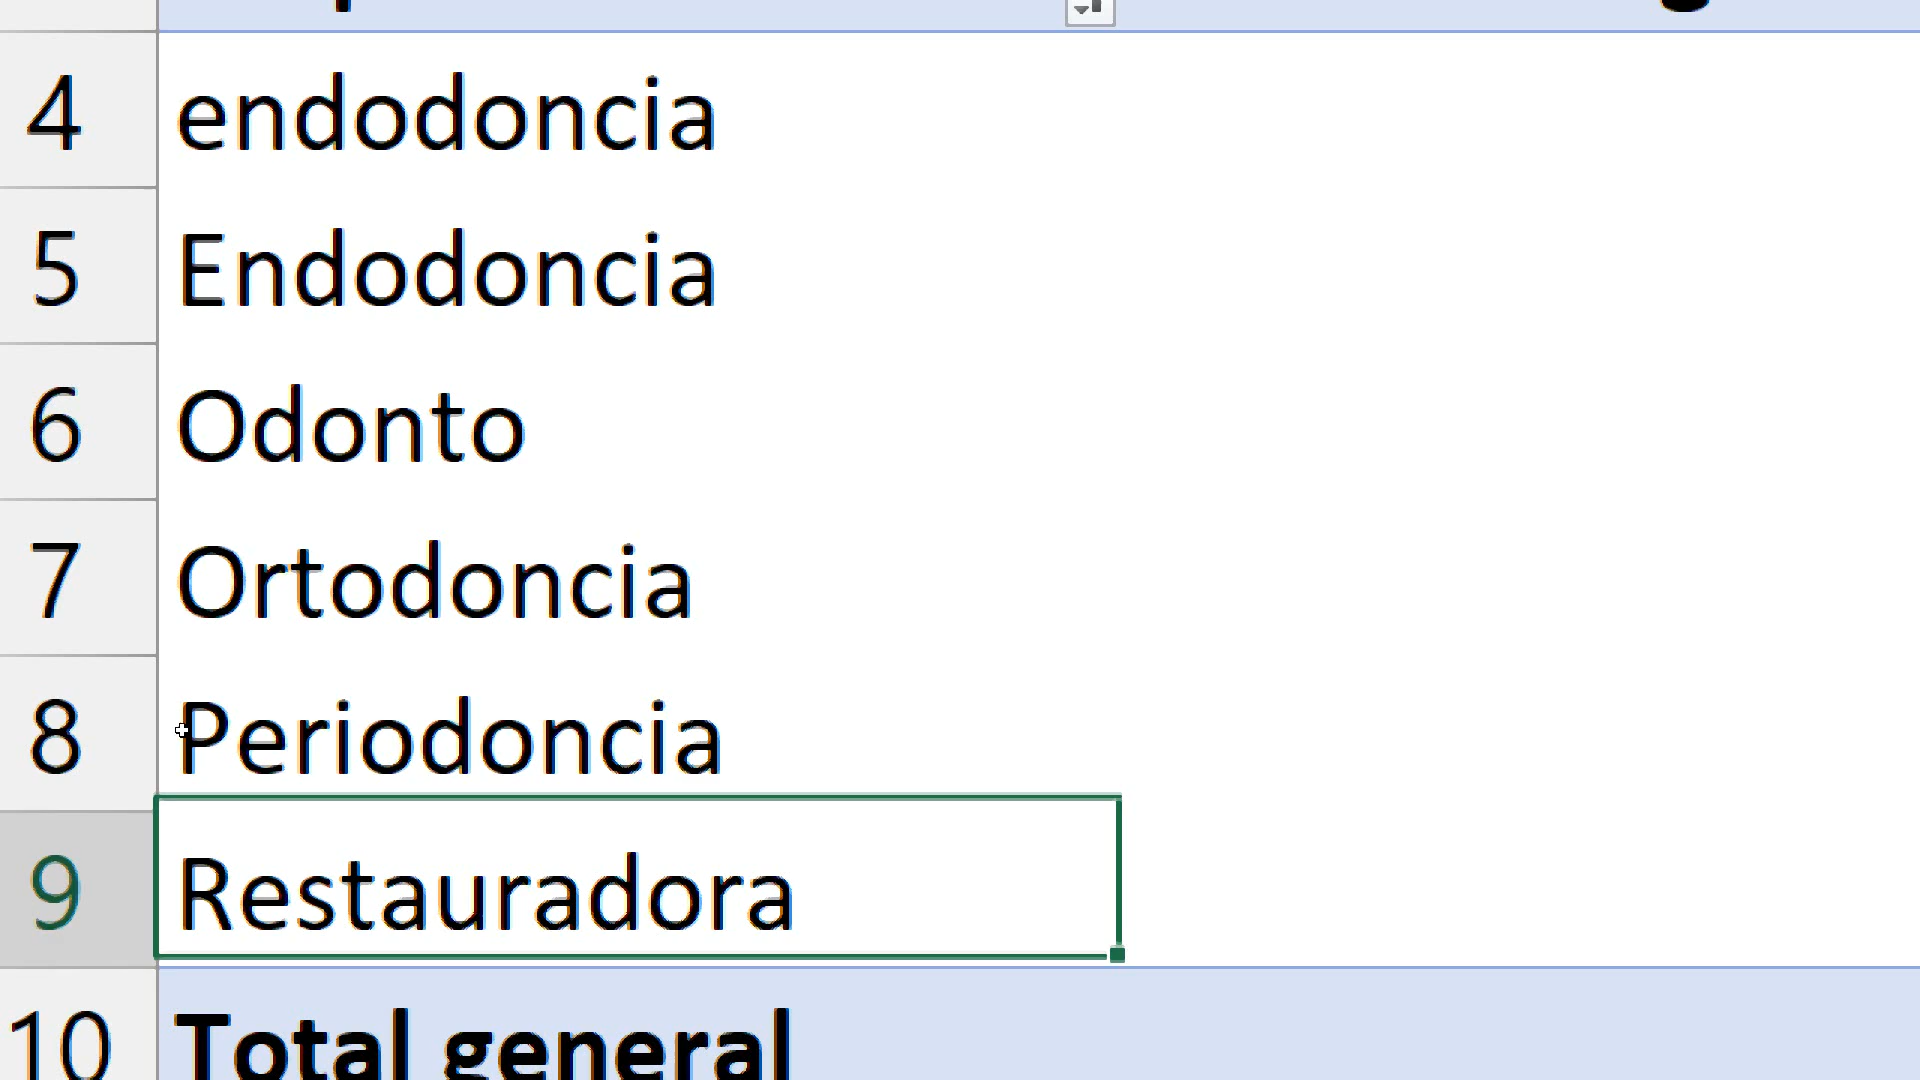 4 endodoncia
5 Endodoncia
6 Odonto
7 Ortodoncia
8 Periodoncia
9 Restauradora
10 Total general